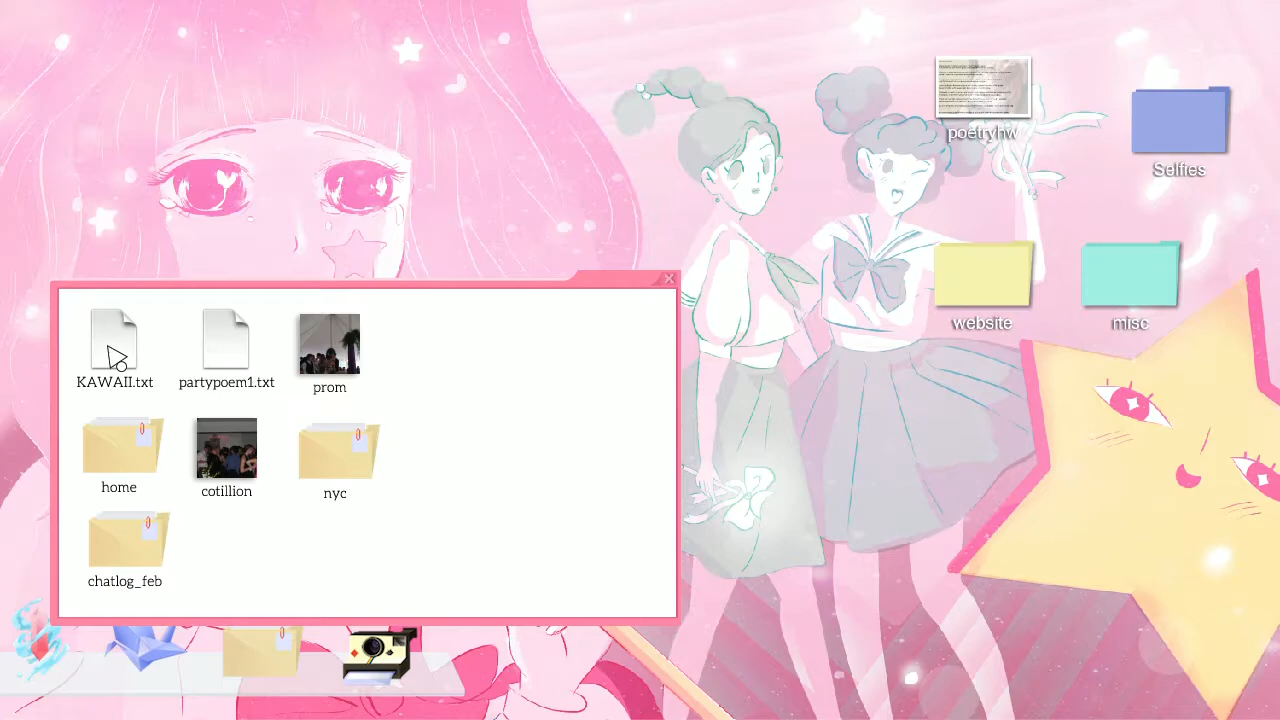 poetryhw
Selfies
website
misc
KAWAII.txt
partypoem1.txt
prom
home
cotillion
nyc
chatlog_feb